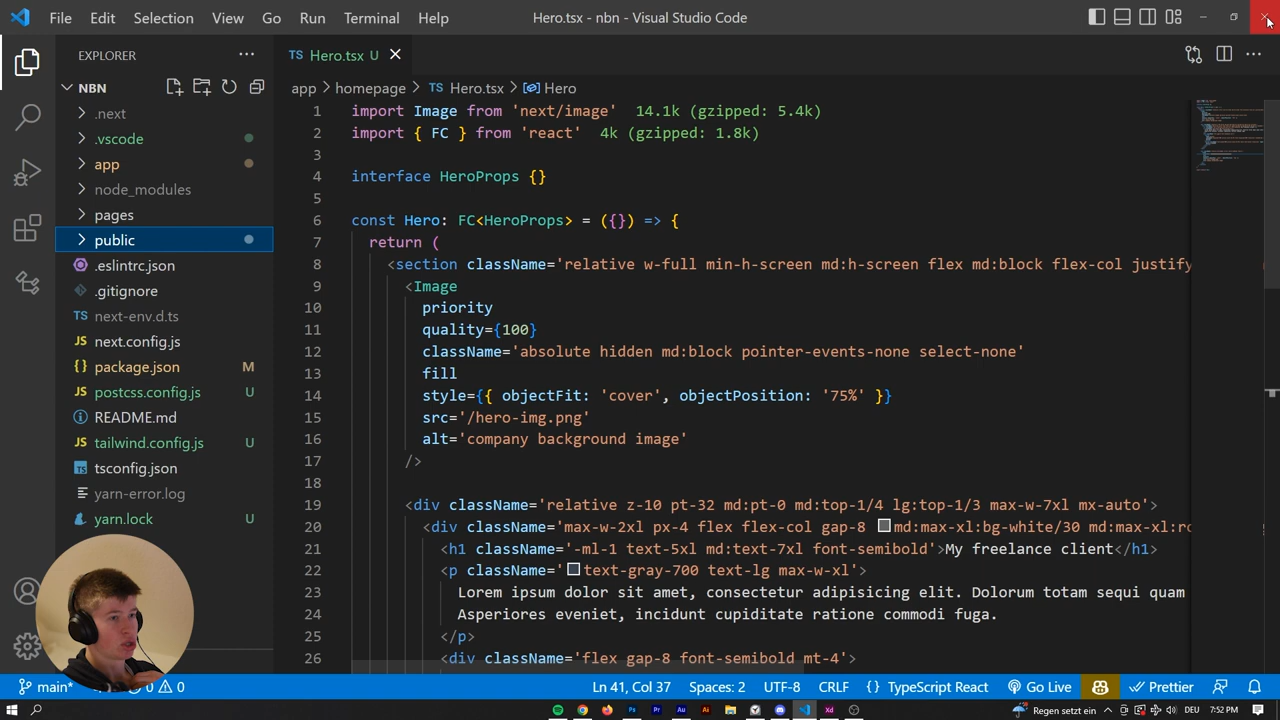 File Edit Selection View Go Run Terminal Help Hero.tsx - nbn - Visual Studio Code
EXPLORER
NBN
.next
.vscode
app
node_modules
pages
public
.eslintrc.json
.gitignore
next-env.d.ts
JS next.config.js
{} package.json M
JS postcss.config.js U
README.md
JS tailwind.config.js U
TS tsconfig.json
yarn-error.log
yarn.lock U
TS Hero.tsx U
app > homepage > TS Hero.tsx > Hero
1 import Image from 'next/image' 14.1k (gzipped: 5.4k)
2 import { FC } from 'react' 4k (gzipped: 1.8k)
3
4 interface HeroProps {}
5
6 const Hero: FC<HeroProps> = ({}) => {
7 return (
8 <section className='relative w-full min-h-screen md:h-screen flex md:block flex-col justify
9 <Image
10 priority
11 quality={100}
12 className='absolute hidden md:block pointer-events-none select-none'
13 fill
14 style={{ objectFit: 'cover', objectPosition: '75%' }}
15 src='/hero-img.png'
16 alt='company background image'
17 />
18
19 <div className='relative z-10 pt-32 md:pt-0 md:top-1/4 lg:top-1/3 max-w-7xl mx-auto'>
20 <div className='max-w-2xl px-4 flex flex-col gap-8 md:max-xl:bg-white/30 md:max-xl:ro
21 <h1 className='-ml-1 text-5xl md:text-7xl font-semibold'>My freelance client</h1>
22 <p className='text-gray-700 text-lg max-w-xl'>
23 Lorem ipsum dolor sit amet, consectetur adipisicing elit. Dolorum totam sequi quam
24 Asperiores eveniet, incidunt cupiditate ratione commodi fuga.
25 </p>
26 <div className='flex gap-8 font-semibold mt-4'>
main* 0 0 Ln 41, Col 37 Spaces: 2 UTF-8 CRLF {} TypeScript React Go Live Prettier
Regen setzt ein DEU 7:52 PM